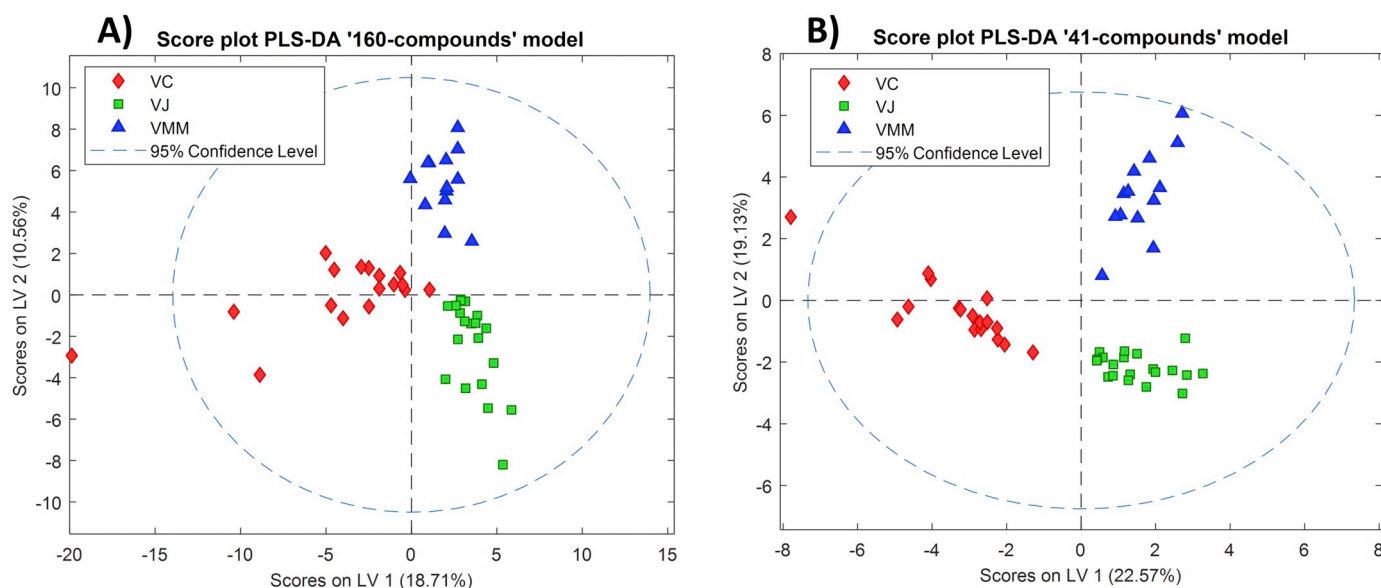 A)
Score plot PLS-DA '160-compounds' model
VC
VJ
VMM
95% Confidence Level
10
8
6
4
2
0
-2
-4
-6
-8
-10
Scores on LV 2 (10.56%)
-20
-15
-10
-5
0
5
10
15
Scores on LV 1 (18.71%)
B)
Score plot PLS-DA '41-compounds' model
VC
VJ
VMM
95% Confidence Level
8
6
4
2
0
-2
-4
-6
Scores on LV 2 (19.13%)
-8
-6
-4
-2
0
2
4
6
8
Scores on LV 1 (22.57%)